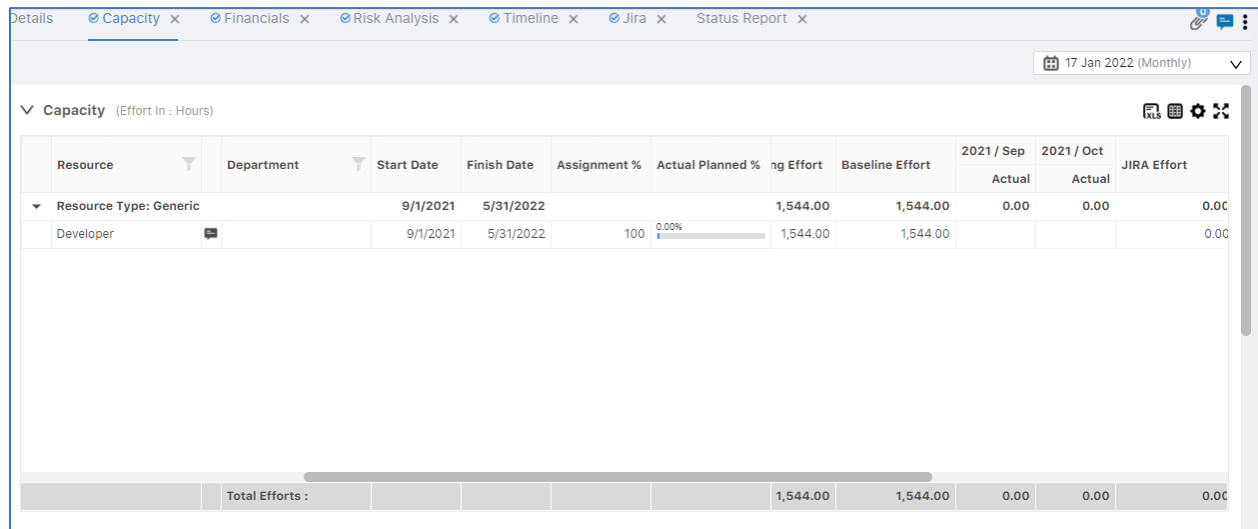 Details Capacity Financials Risk Analysis Timeline Jira Status Report 0
17 Jan 2022 (Monthly)
Capacity (Effort In : Hours)
XLS
Resource Department Start Date Finish Date Assignment % Actual Planned % ng Effort Baseline Effort 2021 / Sep 2021 / Oct JIRA Effort
Actual Actual
Resource Type: Generic 9/1/2021 5/31/2022 1,544.00 1,544.00 0.00 0.00 0.00
Developer 9/1/2021 5/31/2022 100 0.00% 1,544.00 1,544.00 0.00
Total Efforts : 1,544.00 1,544.00 0.00 0.00 0.00